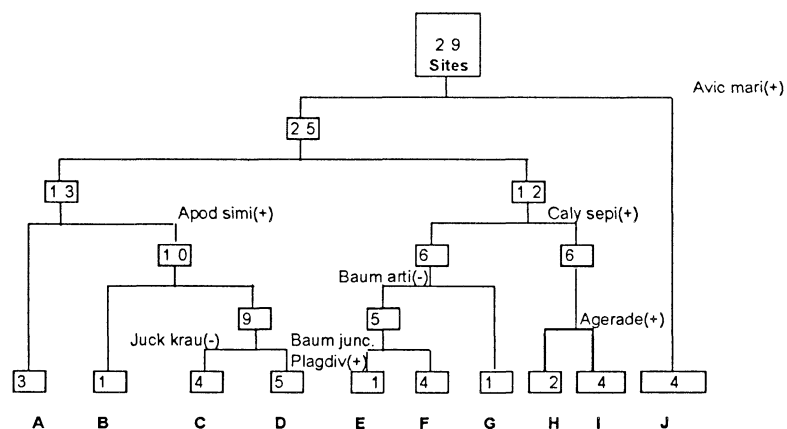 2 9
Sites
Avic mari(+)
2 5
1 3
1 2
Apod simi(+)
Caly sepi(+)
1 0
6
6
Baum arti(-)
9
5
Agerade(+)
Juck krau(-)
Baum junc.
Plagdiv(+)
3
1
4
5
1
4
1
2
4
4
A
B
C
D
E
F
G
H
I
J